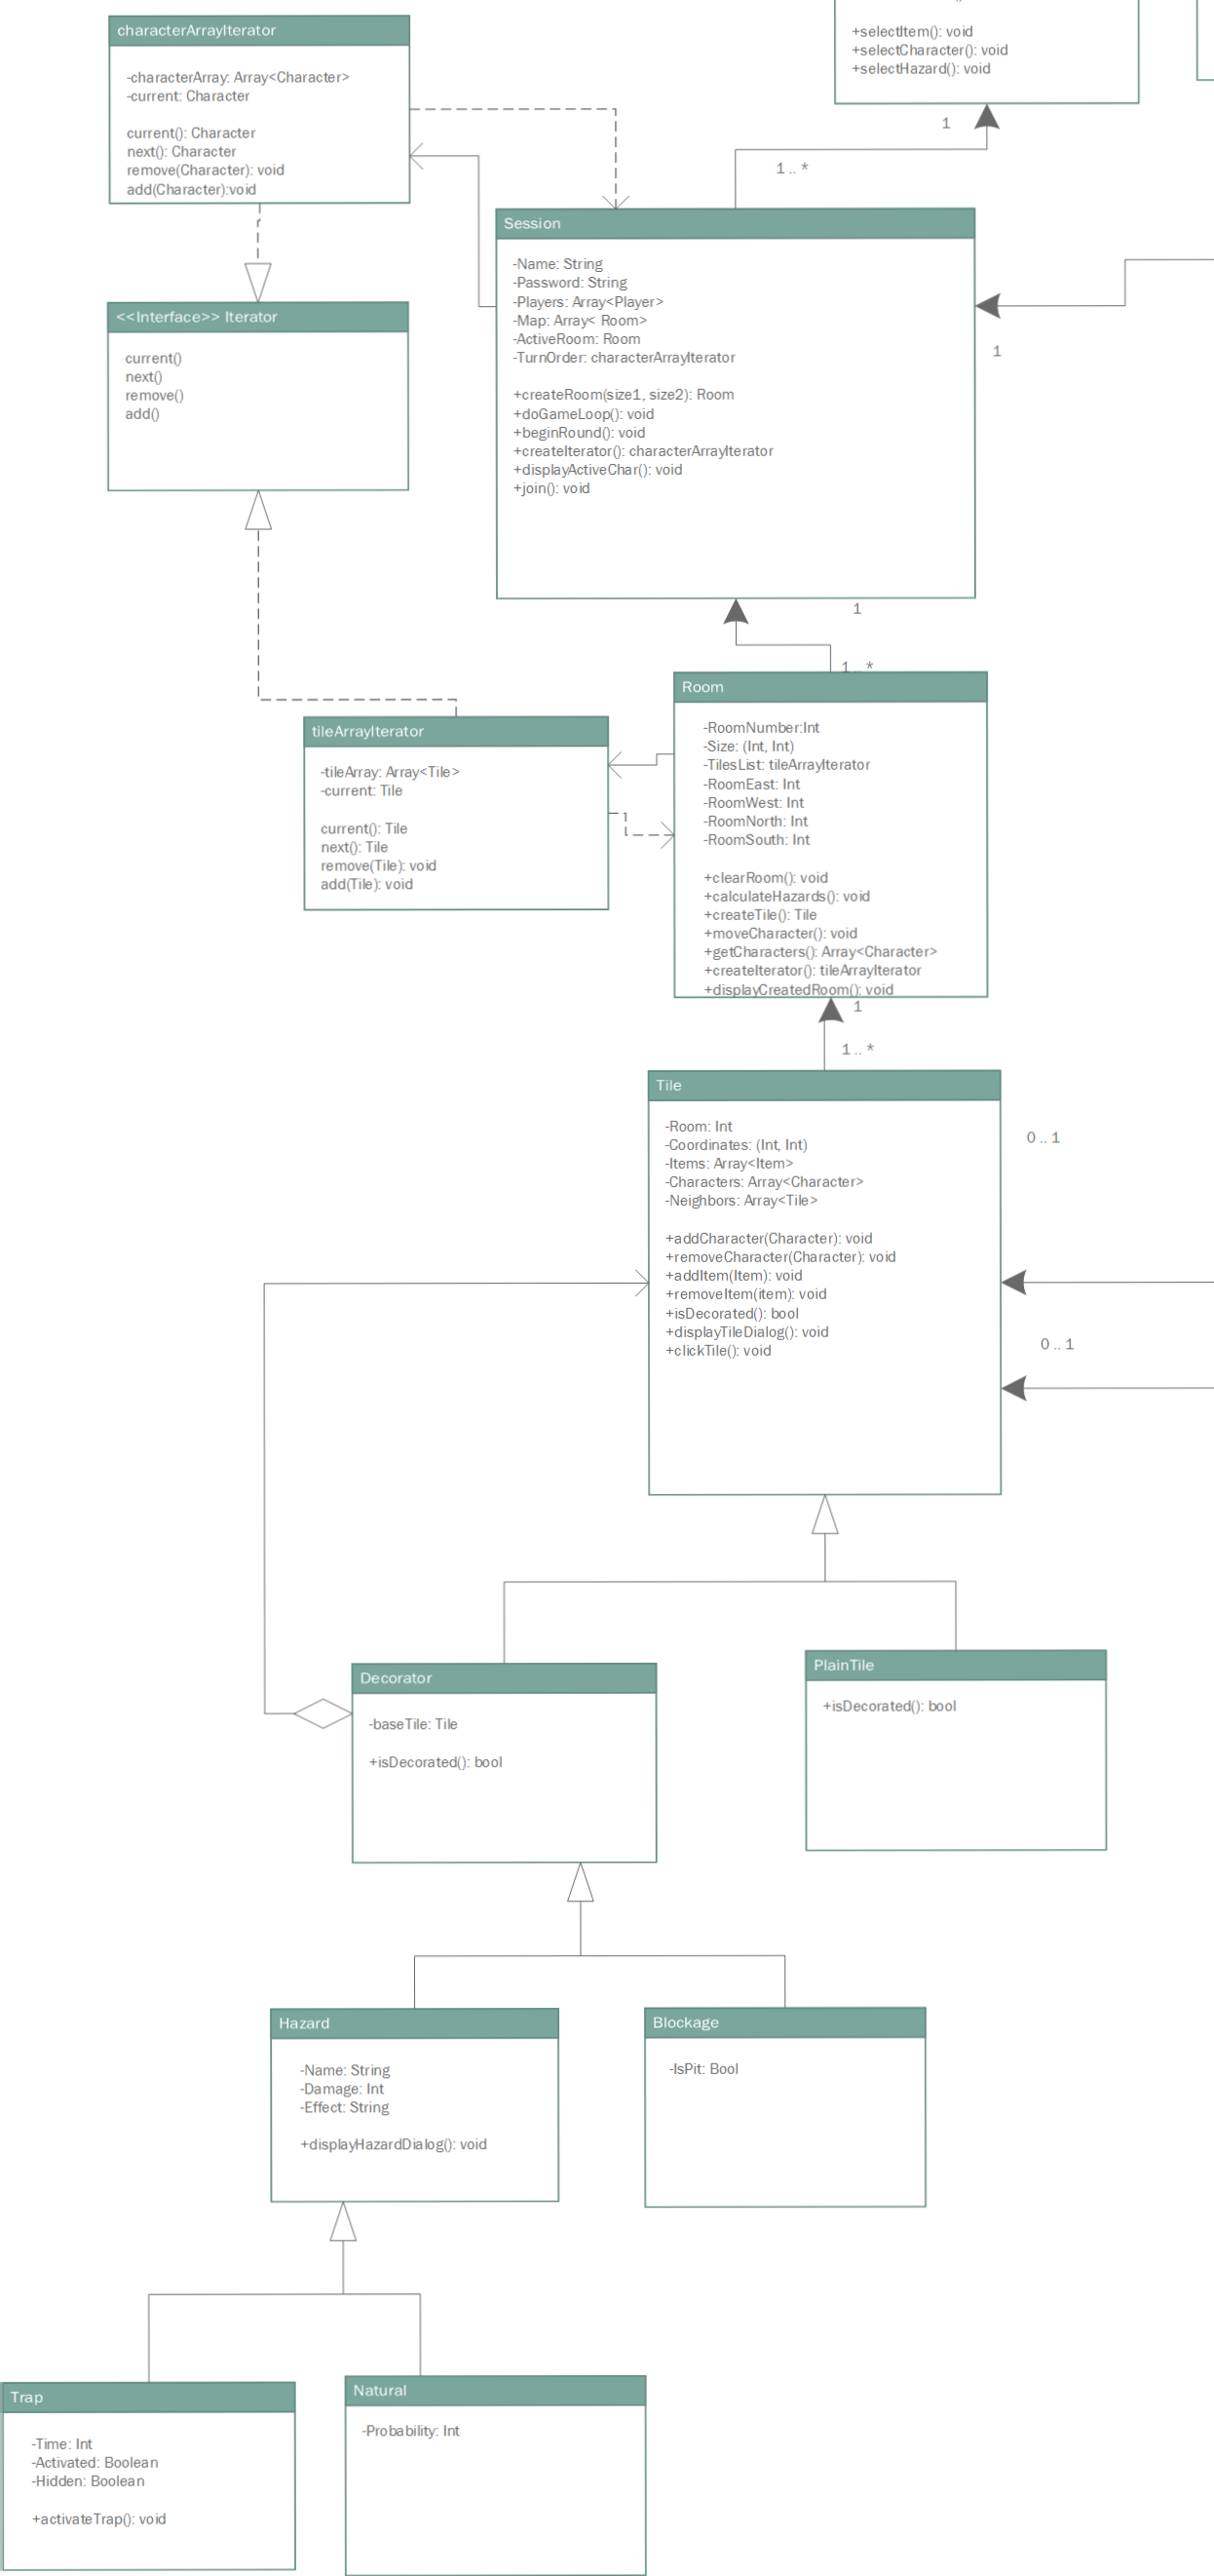 characterArrayIterator
-characterArray: Array<Character>
-current: Character
current(): Character
next(): Character
remove(Character): void
add(Character):void
+selectItem(): void
+selectCharacter(): void
+selectHazard(): void
1
1 .. *
Session
-Name: String
-Password: String
-Players: Array<Player>
-Map: Array< Room>
-ActiveRoom: Room
-TurnOrder: characterArrayIterator
+createRoom(size1, size2): Room
+doGameLoop(): void
+beginRound(): void
+createIterator(): characterArrayIterator
+displayActiveChar(): void
+join(): void
1
<<Interface>> Iterator
current()
next()
remove()
add()
1
1 .. *
Room
-RoomNumber:Int
-Size: (Int, Int)
-TilesList: tileArrayIterator
-RoomEast: Int
-RoomWest: Int
-RoomNorth: Int
-RoomSouth: Int
+clearRoom(): void
+calculateHazards(): void
+createTile(): Tile
+moveCharacter(): void
+getCharacters(): Array<Character>
+createIterator(): tileArrayIterator
+displayCreatedRoom(): void
tileArrayIterator
-tileArray: Array<Tile>
-current: Tile
current(): Tile
next(): Tile
remove(Tile): void
add(Tile): void
1
1 .. *
Tile
-Room: Int
-Coordinates: (Int, Int)
-Items: Array<Item>
-Characters: Array<Character>
-Neighbors: Array<Tile>
+addCharacter(Character): void
+removeCharacter(Character): void
+addItem(Item): void
+removeItem(item): void
+isDecorated(): bool
+displayTileDialog(): void
+clickTile(): void
0 .. 1
0 .. 1
Decorator
-baseTile: Tile
+isDecorated(): bool
PlainTile
+isDecorated(): bool
Hazard
-Name: String
-Damage: Int
-Effect: String
+displayHazardDialog(): void
Blockage
-IsPit: Bool
Trap
-Time: Int
-Activated: Boolean
-Hidden: Boolean
+activateTrap(): void
Natural
-Probability: Int